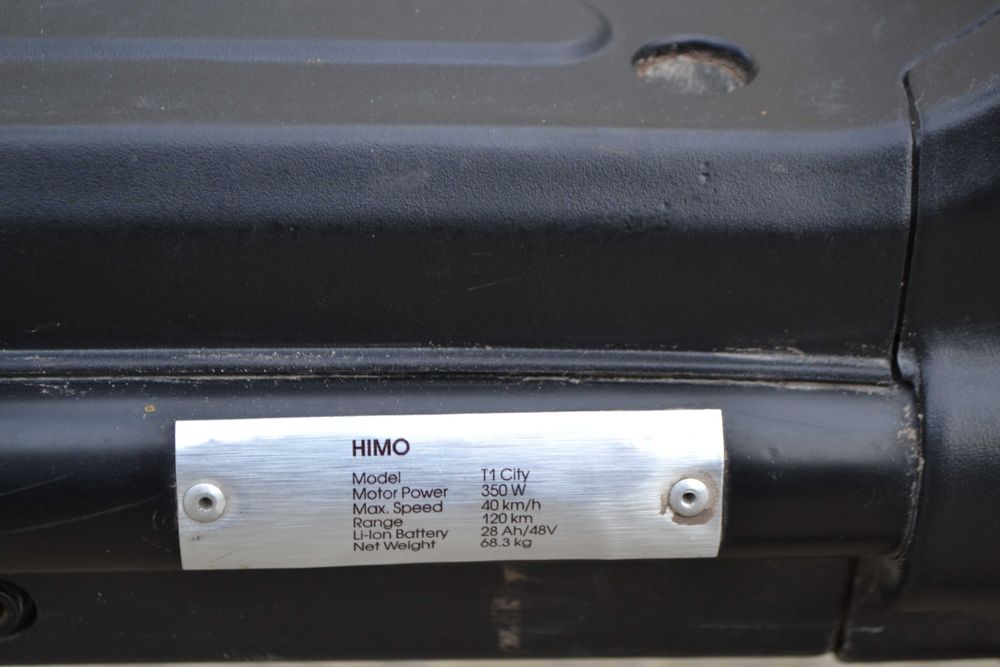 HIMO
Model T1 City
Motor Power 350 W
Max. Speed 40 km/h
Range 120 km
Li-Ion Battery 28 Ah/48V
Net Weight 68.3 kg